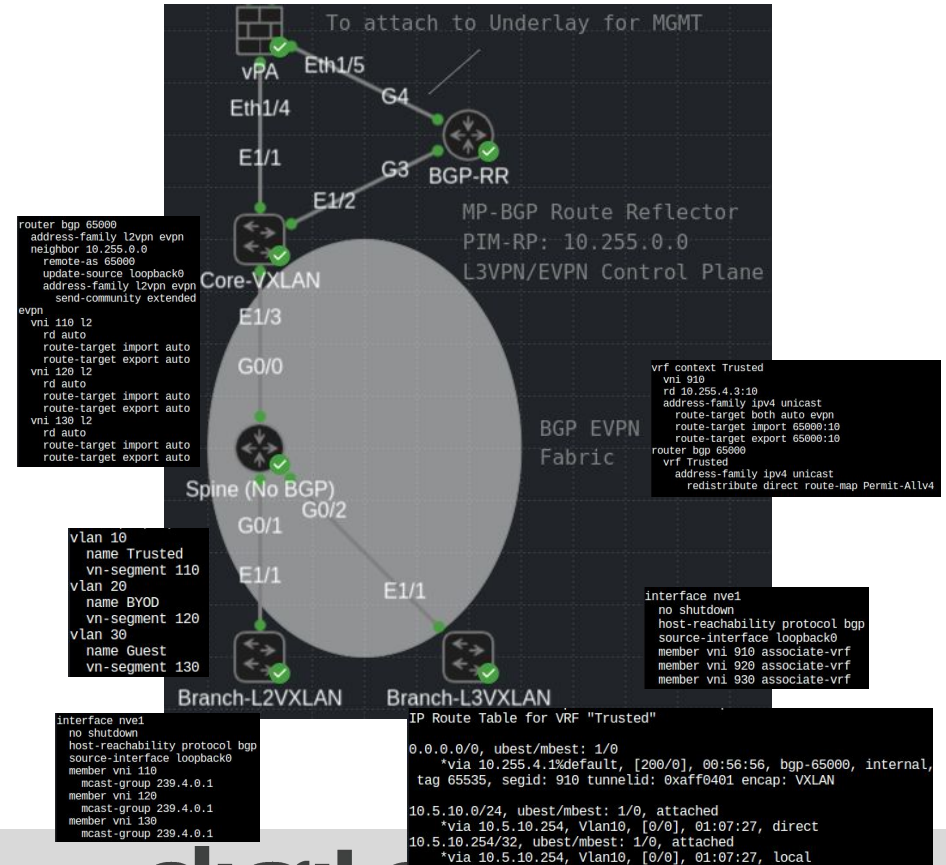 To attach to Underlay for MGMT
vPA
Eth1/5
Eth1/4
G4
E1/1
G3
BGP-RR
E1/2
MP-BGP Route Reflector
PIM-RP: 10.255.0.0
L3VPN/EVPN Control Plane
Core-VXLAN
E1/3
G0/0
BGP EVPN
Fabric
Spine (No BGP)
G0/2
G0/1
E1/1
E1/1
Branch-L2VXLAN
Branch-L3VXLAN
router bgp 65000
address-family l2vpn evpn
neighbor 10.255.0.0
remote-as 65000
update-source loopback0
address-family l2vpn evpn
send-community extended
evpn
vni 110 l2
rd auto
route-target import auto
route-target export auto
vni 120 l2
rd auto
route-target import auto
route-target export auto
vni 130 l2
rd auto
route-target import auto
route-target export auto
vrf context Trusted
vni 910
rd 10.255.4.3:10
address-family ipv4 unicast
route-target both auto evpn
route-target import 65000:10
route-target export 65000:10
router bgp 65000
vrf Trusted
address-family ipv4 unicast
redistribute direct route-map Permit-Allv4
vlan 10
name Trusted
vn-segment 110
vlan 20
name BYOD
vn-segment 120
vlan 30
name Guest
vn-segment 130
interface nve1
no shutdown
host-reachability protocol bgp
source-interface loopback0
member vni 910 associate-vrf
member vni 920 associate-vrf
member vni 930 associate-vrf
interface nve1
no shutdown
host-reachability protocol bgp
source-interface loopback0
member vni 110
mcast-group 239.4.0.1
member vni 120
mcast-group 239.4.0.1
member vni 130
mcast-group 239.4.0.1
IP Route Table for VRF "Trusted"
0.0.0.0/0, ubest/mbest: 1/0
*via 10.255.4.1%default, [200/0], 00:56:56, bgp-65000, internal,
tag 65535, segid: 910 tunnelid: 0xaff0401 encap: VXLAN
10.5.10.0/24, ubest/mbest: 1/0, attached
*via 10.5.10.254, Vlan10, [0/0], 01:07:27, direct
10.5.10.254/32, ubest/mbest: 1/0, attached
*via 10.5.10.254, Vlan10, [0/0], 01:07:27, local